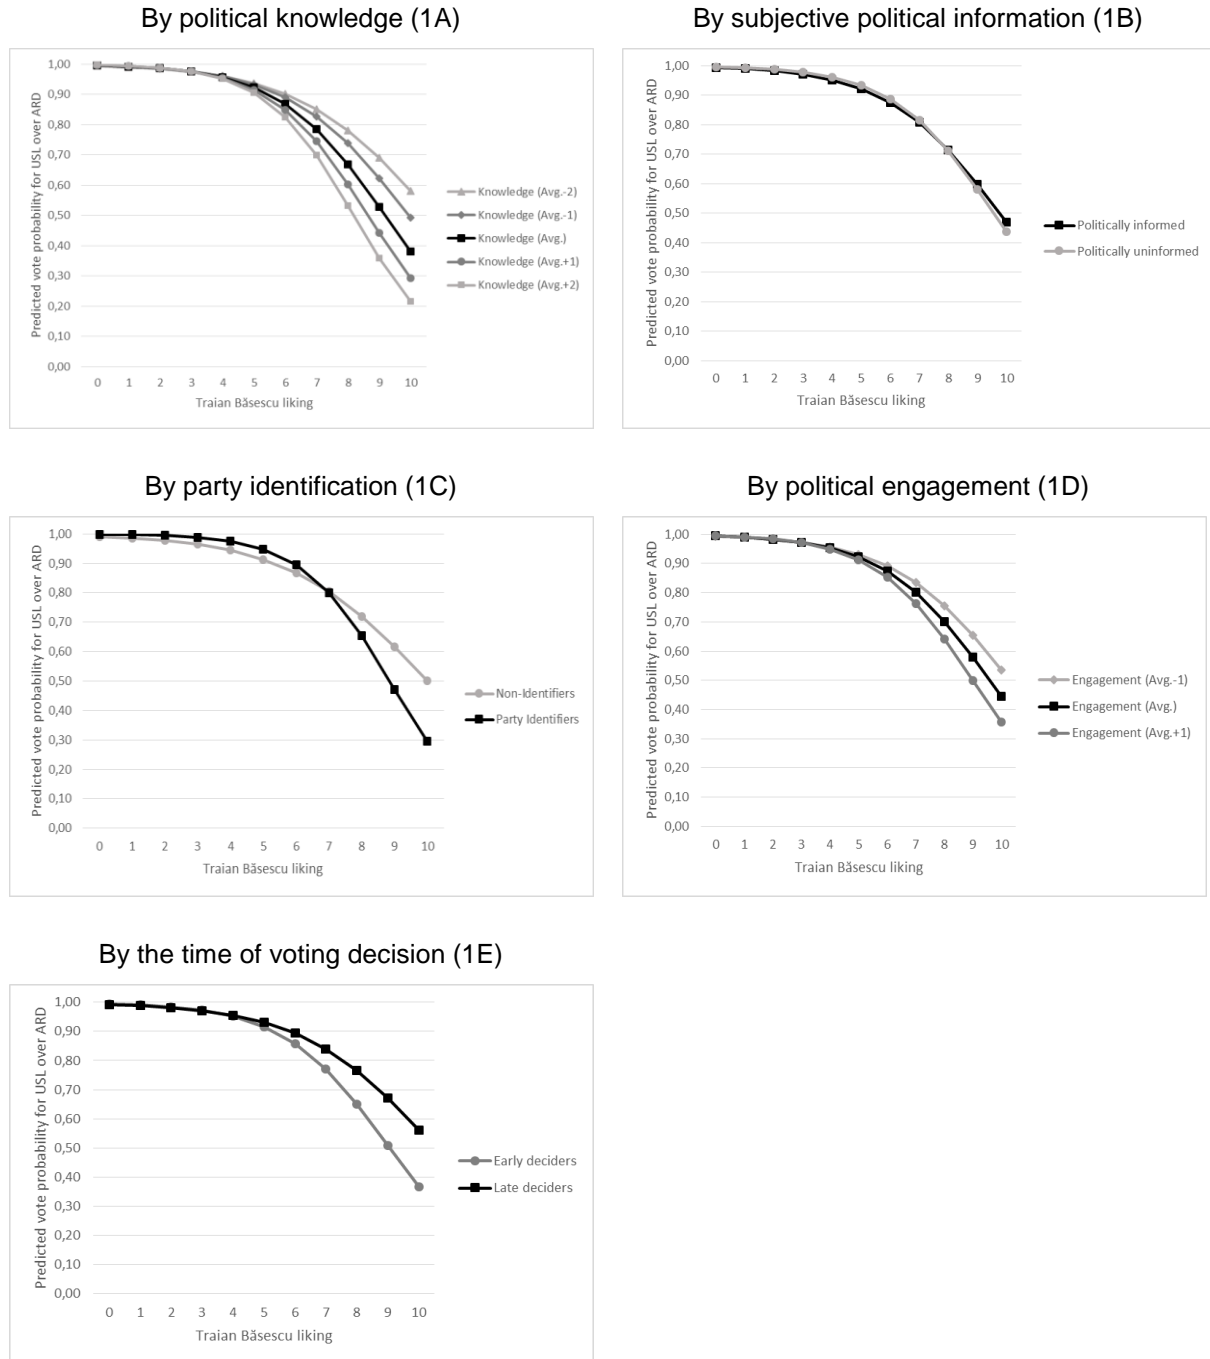 By political knowledge (1A)
Predicted vote probability for USL over ARD
1,00
0,90
0,80
0,70
0,60
0,50
0,40
0,30
0,20
0,10
0,00
0 1 2 3 4 5 6 7 8 9 10
Traian Băsescu liking
Knowledge (Avg.-2)
Knowledge (Avg.-1)
Knowledge (Avg.)
Knowledge (Avg.+1)
Knowledge (Avg.+2)
By subjective political information (1B)
Predicted vote probability for USL over ARD
1,00
0,90
0,80
0,70
0,60
0,50
0,40
0,30
0,20
0,10
0,00
0 1 2 3 4 5 6 7 8 9 10
Traian Băsescu liking
Politically informed
Politically uninformed
By party identification (1C)
Predicted vote probability for USL over ARD
1,00
0,90
0,80
0,70
0,60
0,50
0,40
0,30
0,20
0,10
0,00
0 1 2 3 4 5 6 7 8 9 10
Traian Băsescu liking
Non-Identifiers
Party Identifiers
By political engagement (1D)
Predicted vote probability for USL over ARD
1,00
0,90
0,80
0,70
0,60
0,50
0,40
0,30
0,20
0,10
0,00
0 1 2 3 4 5 6 7 8 9 10
Traian Băsescu liking
Engagement (Avg.-1)
Engagement (Avg.)
Engagement (Avg.+1)
By the time of voting decision (1E)
Predicted vote probability for USL over ARD
1,00
0,90
0,80
0,70
0,60
0,50
0,40
0,30
0,20
0,10
0,00
0 1 2 3 4 5 6 7 8 9 10
Traian Băsescu liking
Early deciders
Late deciders